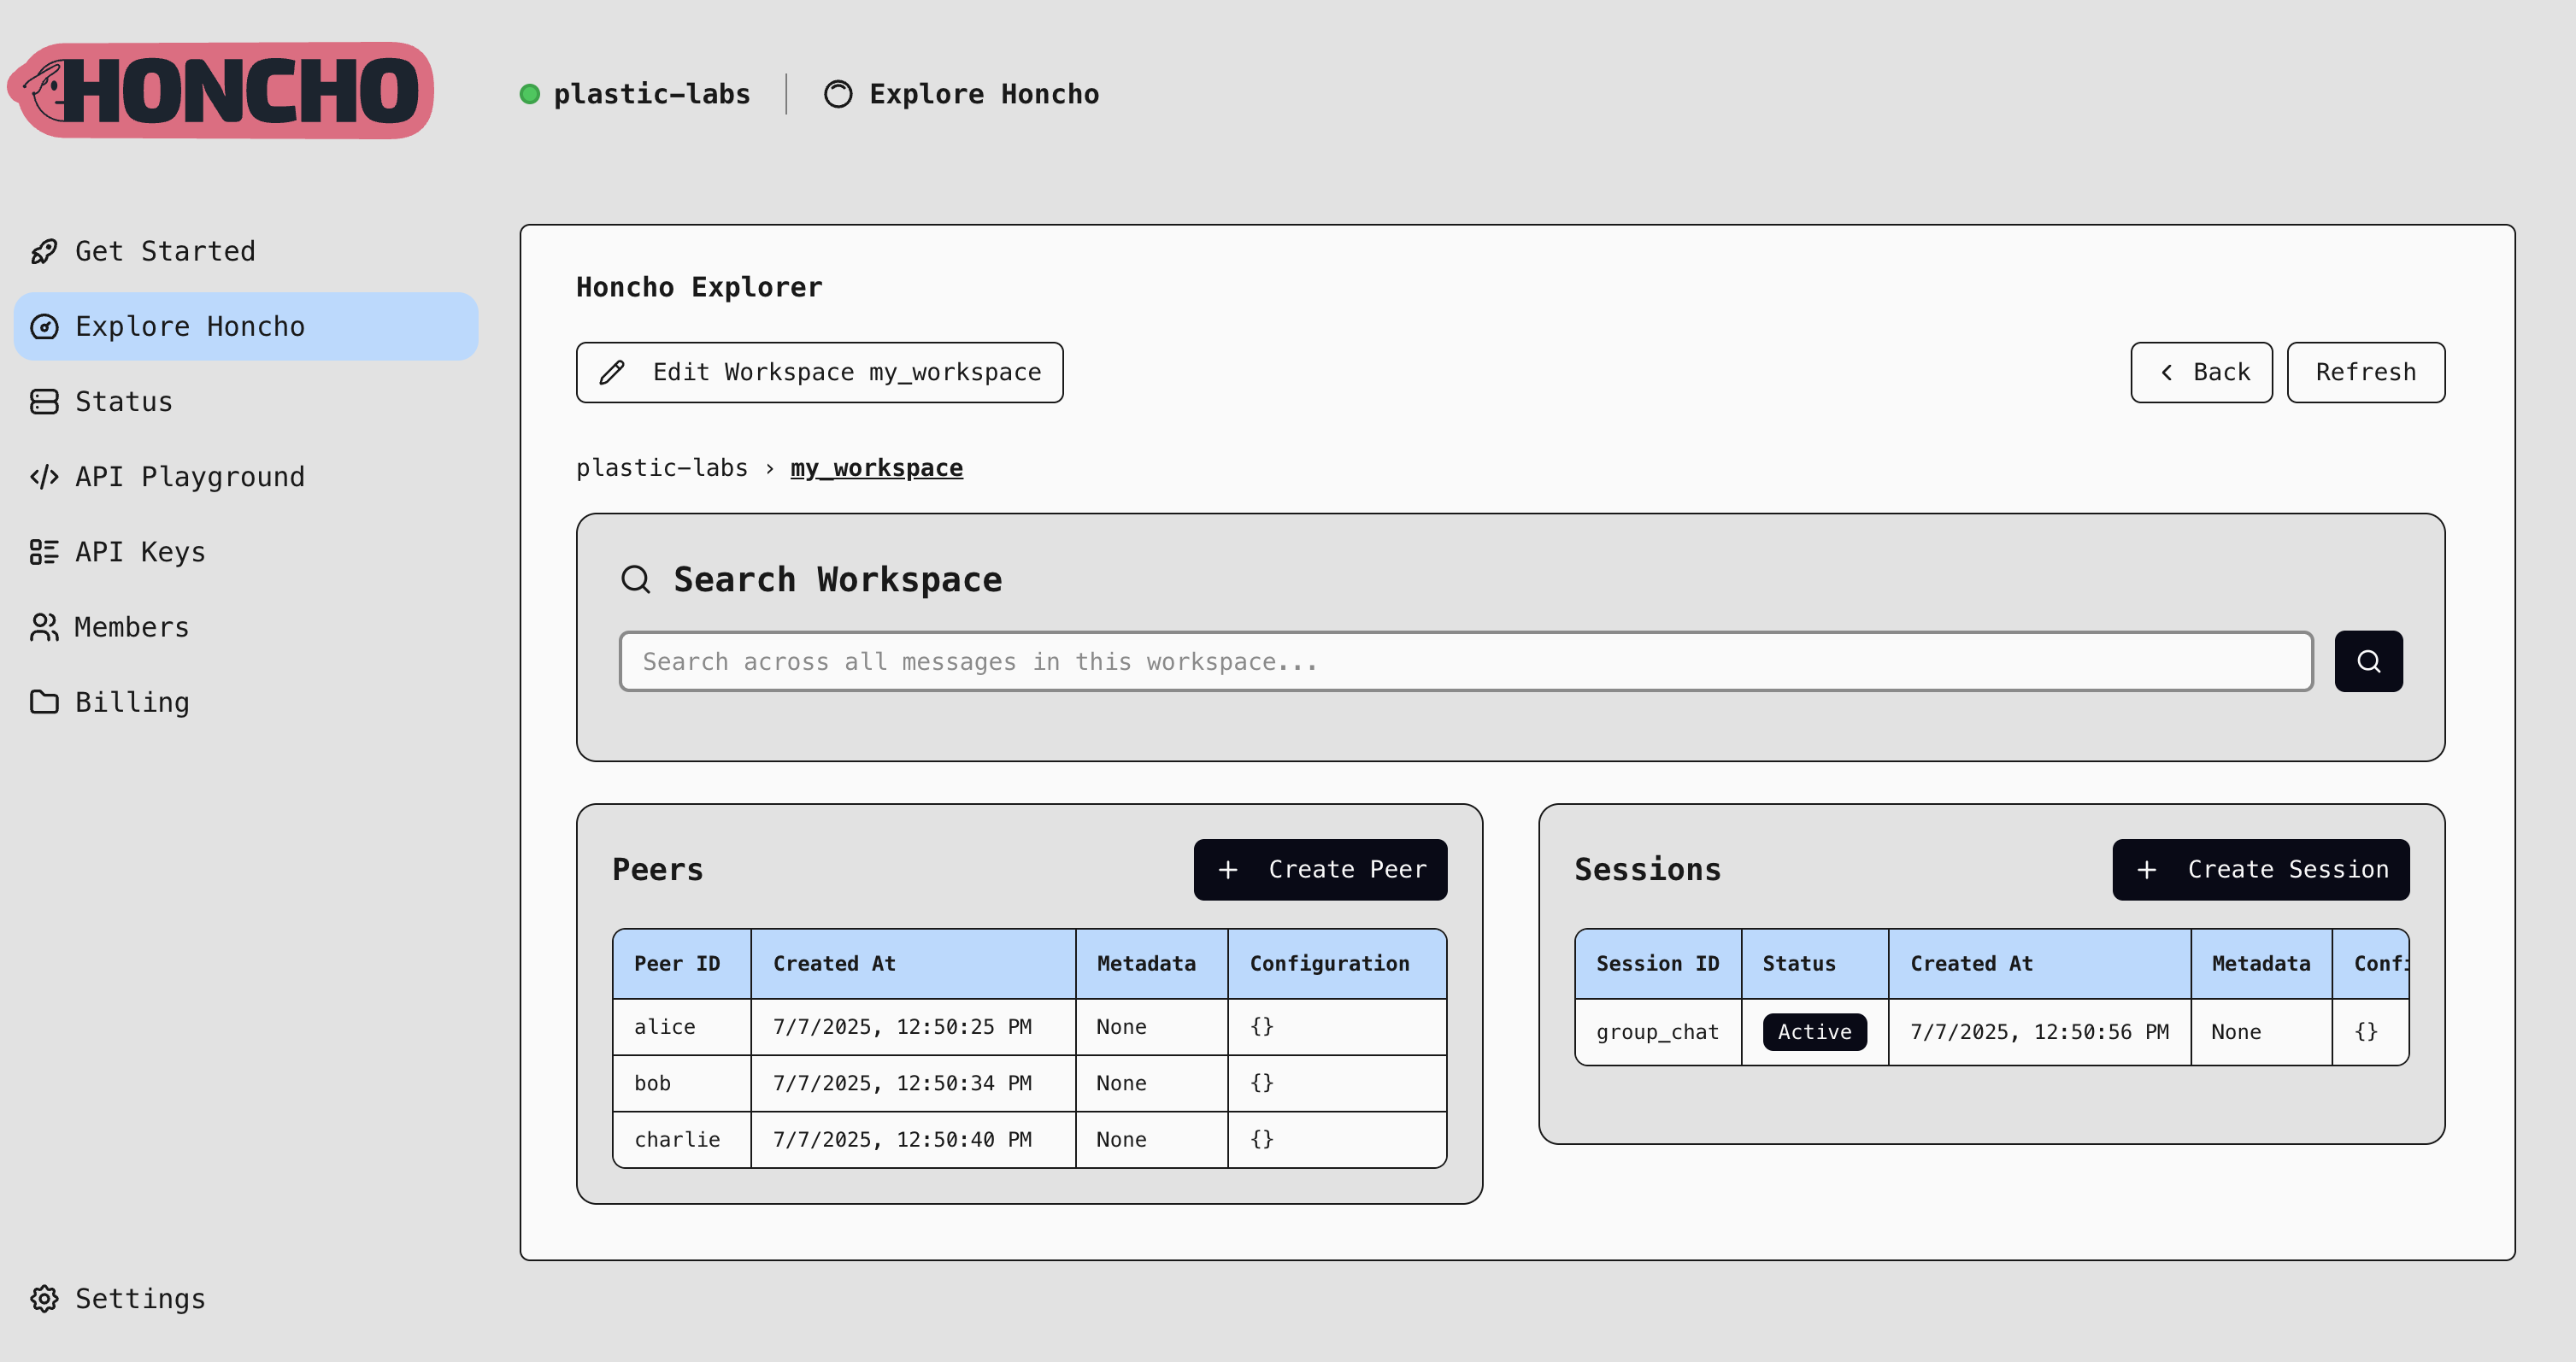 HONCHO
plastic-labs
Explore Honcho
Get Started
Explore Honcho
Status
API Playground
API Keys
Members
Billing
Settings
Honcho Explorer
Edit Workspace my_workspace
Back
Refresh
plastic-labs › my_workspace
Search Workspace
Search across all messages in this workspace...
Peers
+ Create Peer
Peer ID Created At Metadata Configuration
alice 7/7/2025, 12:50:25 PM None {}
bob 7/7/2025, 12:50:34 PM None {}
charlie 7/7/2025, 12:50:40 PM None {}
Sessions
+ Create Session
Session ID Status Created At Metadata Confi
group_chat Active 7/7/2025, 12:50:56 PM None {}